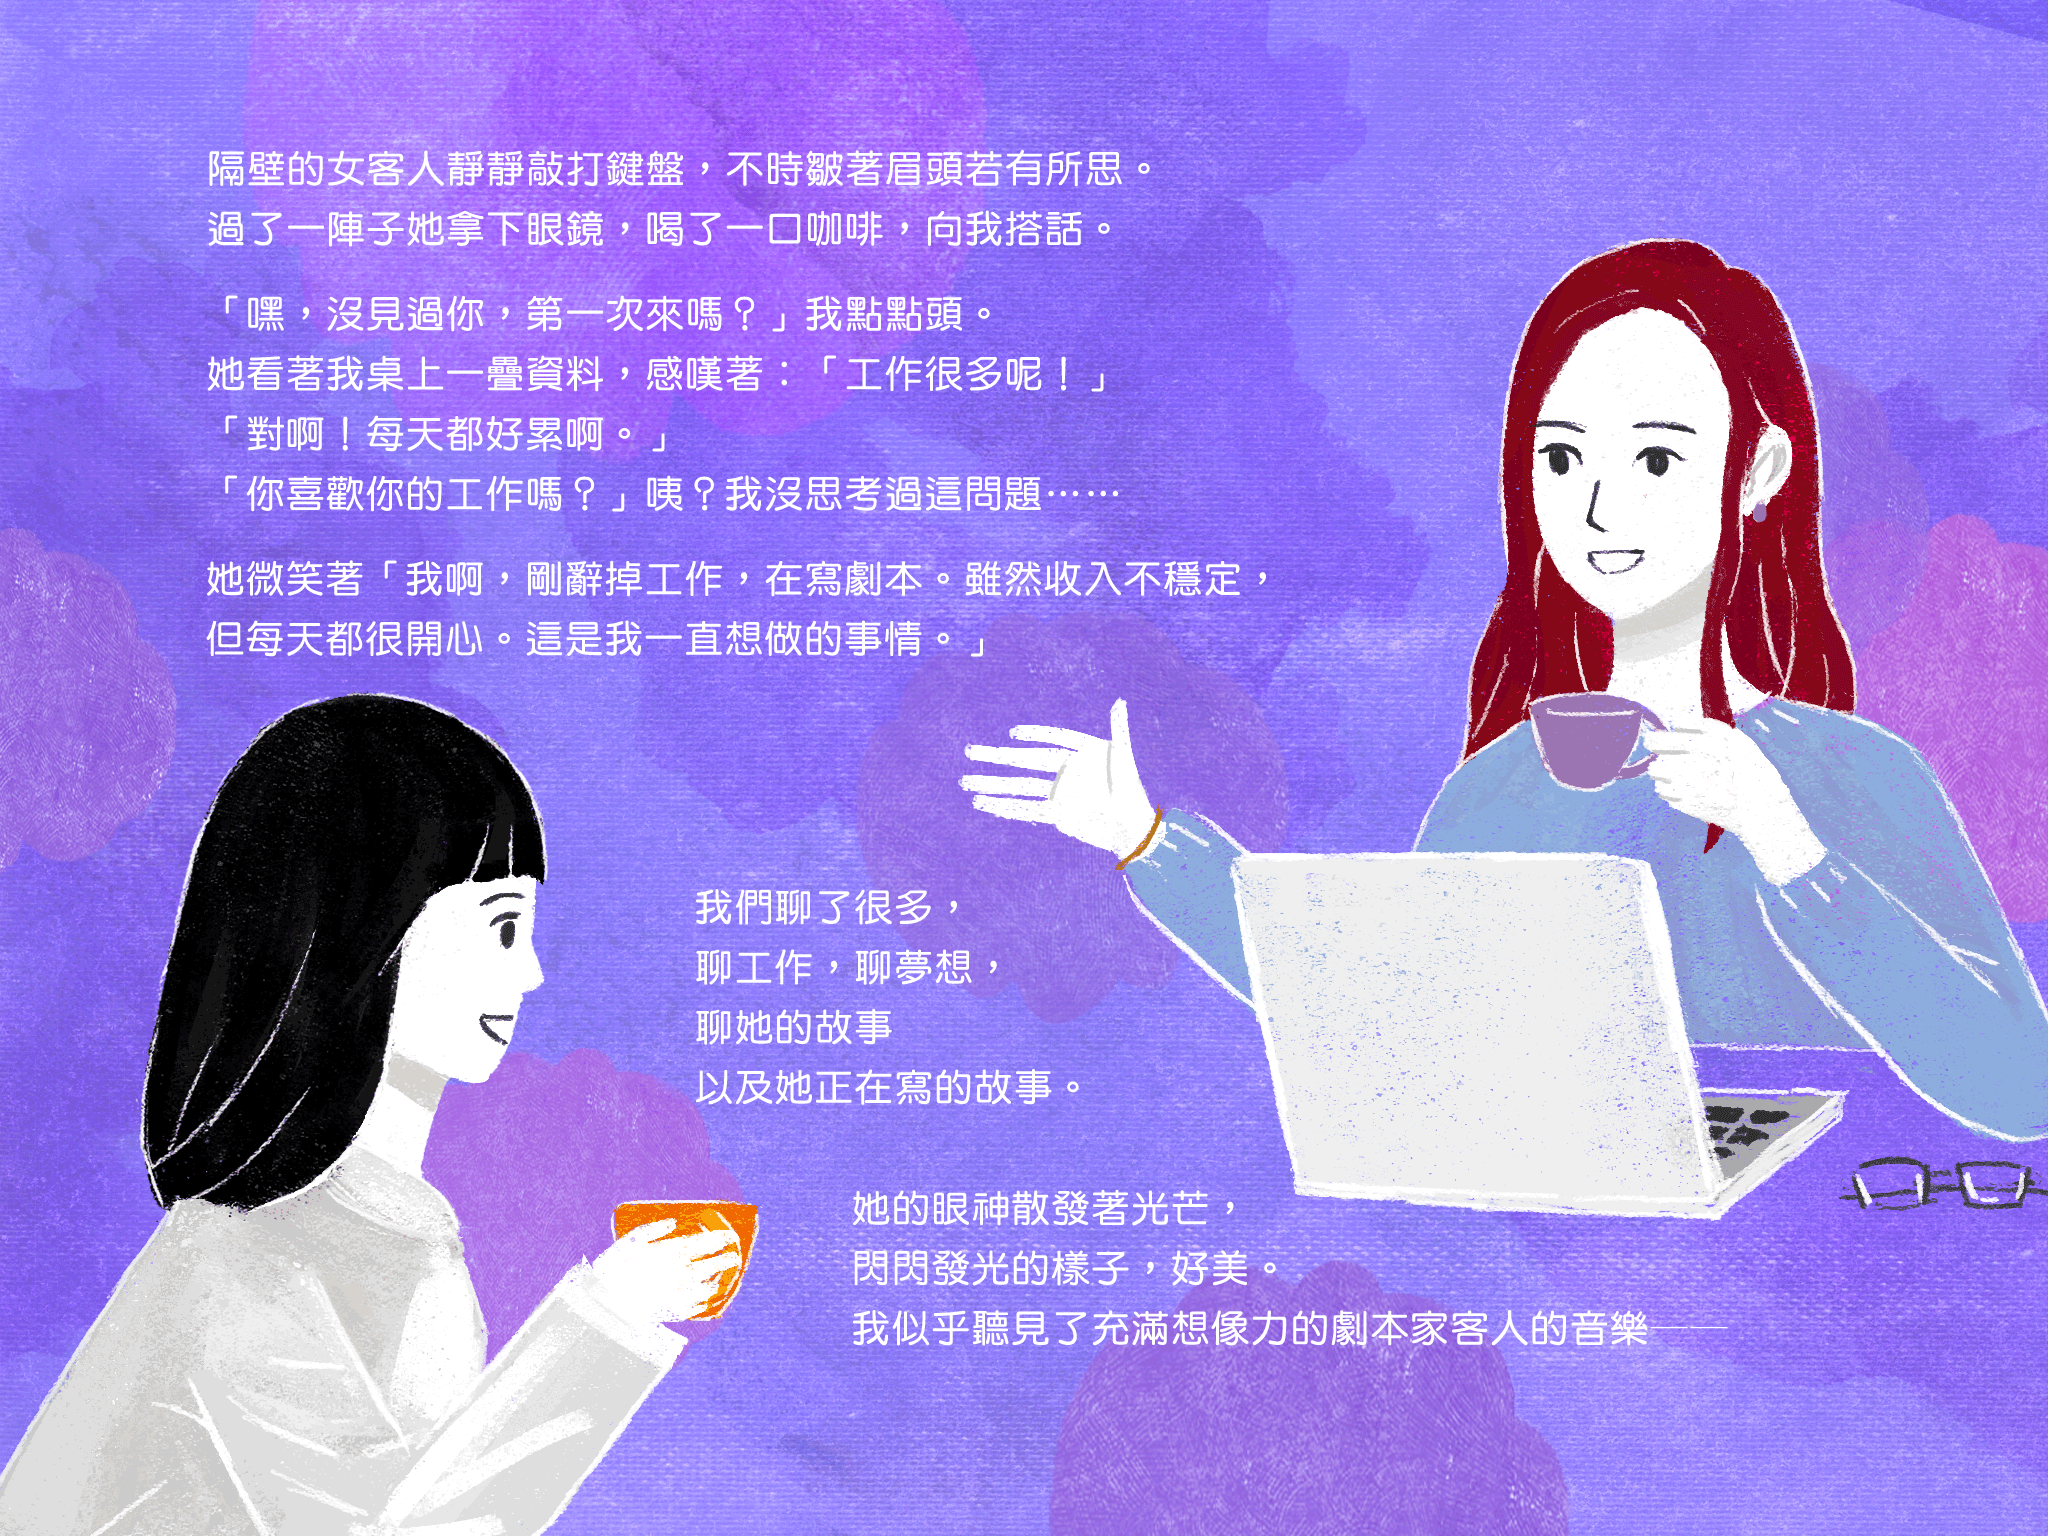 隔壁的女客人靜靜敲打鍵盤，不時皺著眉頭若有所思。
過了一陣子她拿下眼鏡，喝了一口咖啡，向我搭話。
「嘿，沒見過你，第一次來嗎？」我點點頭。
她看著我桌上一疊資料，感嘆著：「工作很多呢！」
「對啊！每天都好累啊。」
「你喜歡你的工作嗎？」咦？我沒思考過這問題……
她微笑著「我啊，剛辭掉工作，在寫劇本。雖然收入不穩定，
但每天都很開心。這是我一直想做的事情。」
我們聊了很多，
聊工作，聊夢想，
聊她的故事
以及她正在寫的故事。
她的眼神散發著光芒，
閃閃發光的樣子，好美。
我似乎聽見了充滿想像力的劇本家客人的音樂——